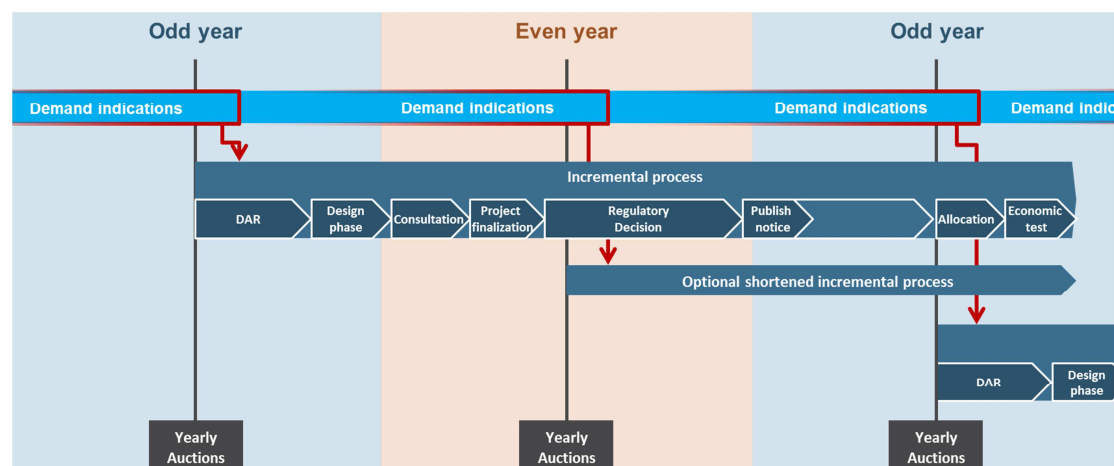 Odd year
Even year
Odd year
Demand indications
Demand indications
Demand indications
Demand indic
Incremental process
DAR
Design
phase
Consultation
Project
finalization
Regulatory
Decision
Publish
notice
Allocation
Economic
test
Optional shortened incremental process
DAR
Design
phase
Yearly
Auctions
Yearly
Auctions
Yearly
Auctions